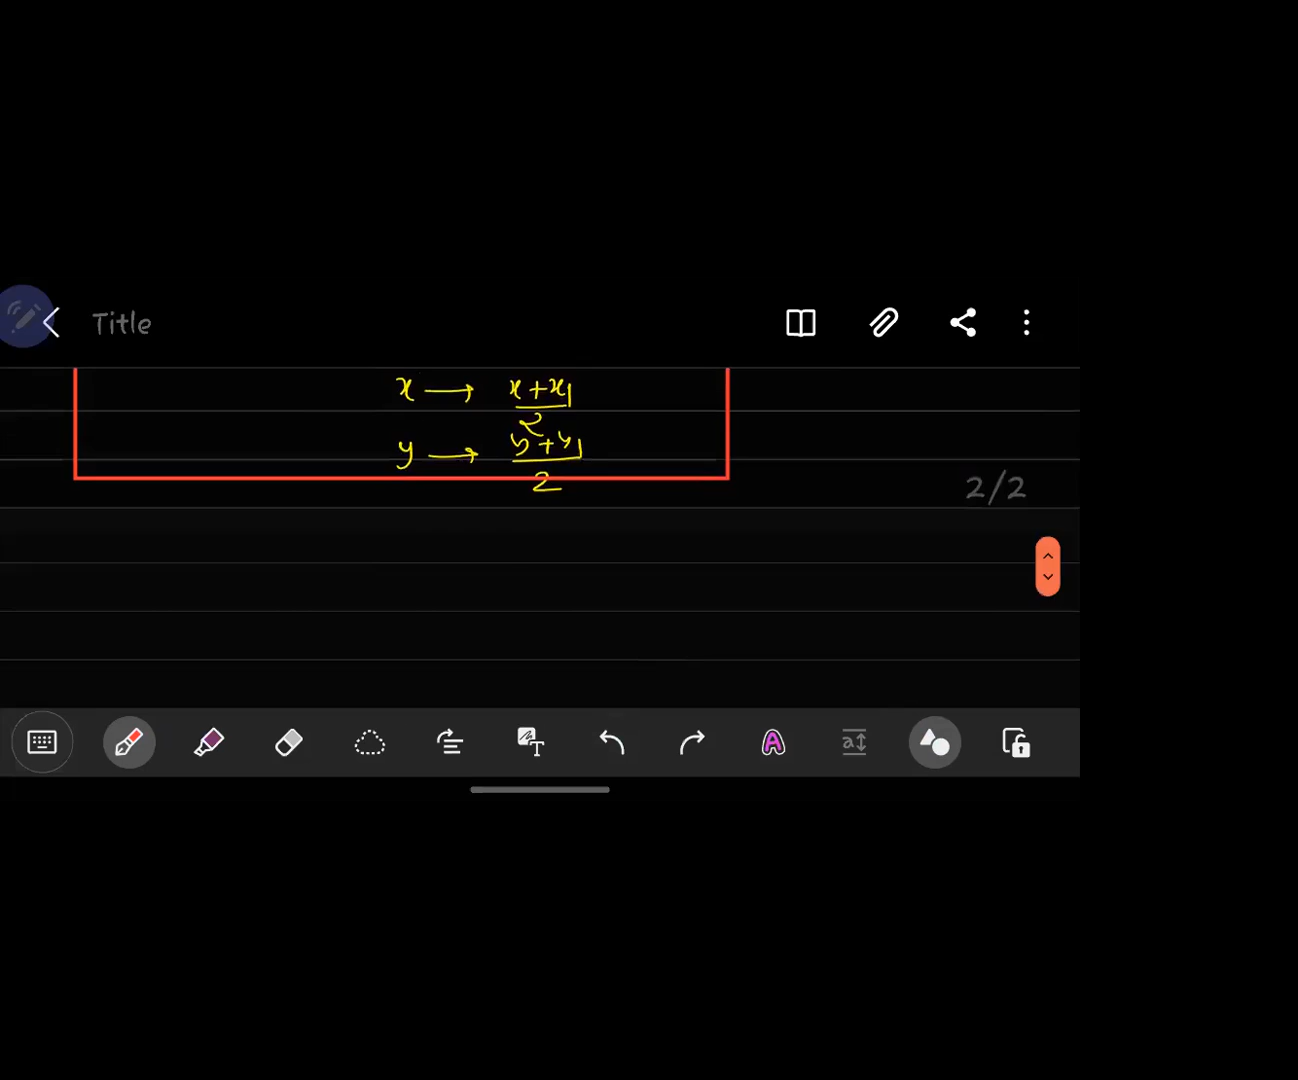 Title
x → x+x1
2
y → y+y1
2
2/2